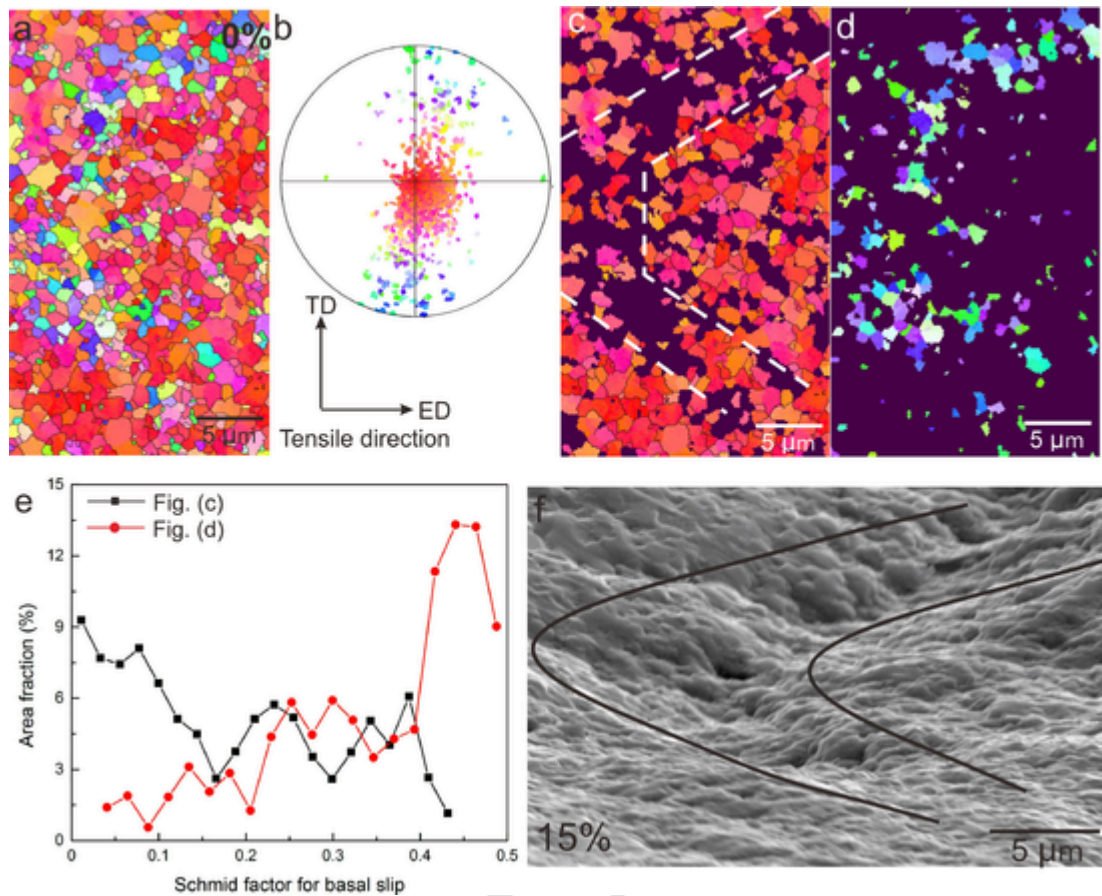 a
0%
b
TD
ED
Tensile direction
5 μm
c
5 μm
d
5 μm
e
Fig. (c)
Fig. (d)
15
12
9
6
3
0
Area fraction (%)
0
0.1
0.2
0.3
0.4
0.5
Schmid factor for basal slip
f
15%
5 μm